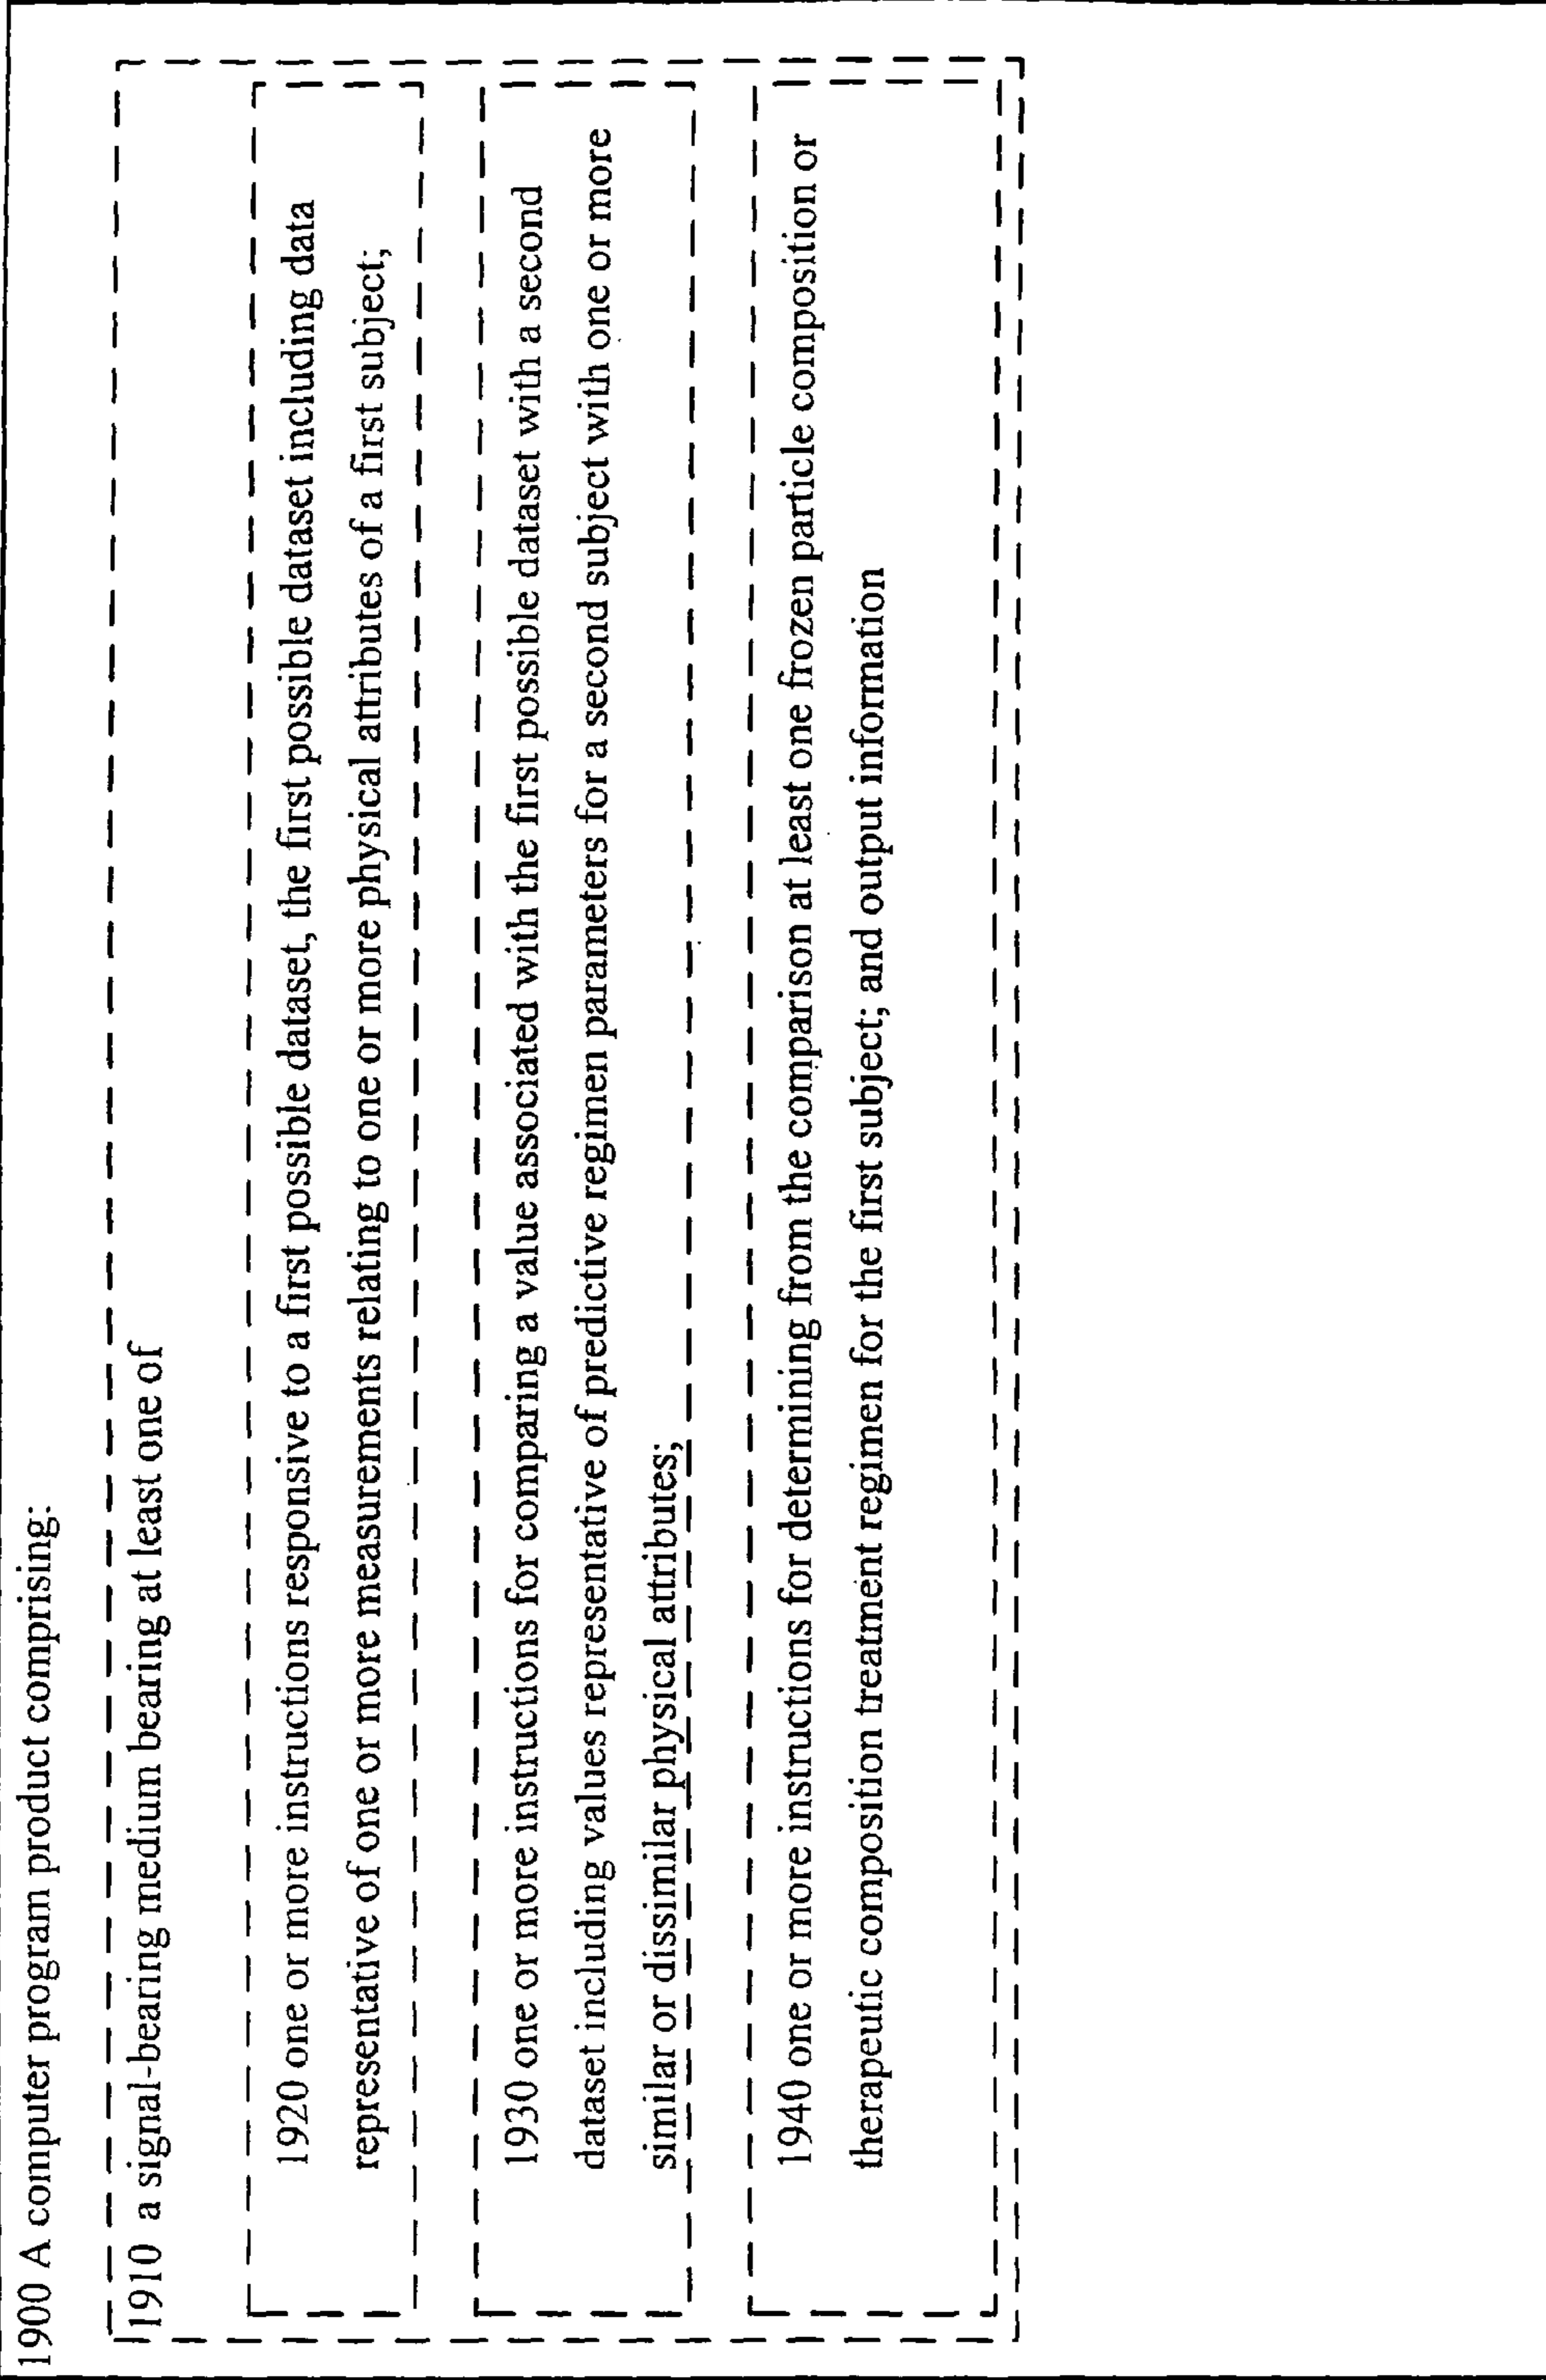 1900 A computer program product comprising:
1910 a signal-bearing medium bearing at least one of
1920 one or more instructions responsive to a first possible dataset, the first possible dataset including data
representative of one or more measurements relating to one or more physical attributes of a first subject;
1930 one or more instructions for comparing a value associated with the first possible dataset with a second
dataset including values representative of predictive regimen parameters for a second subject with one or more
similar or dissimilar physical attributes;
1940 one or more instructions for determining from the comparison at least one frozen particle composition or
therapeutic composition treatment regimen for the first subject; and output information